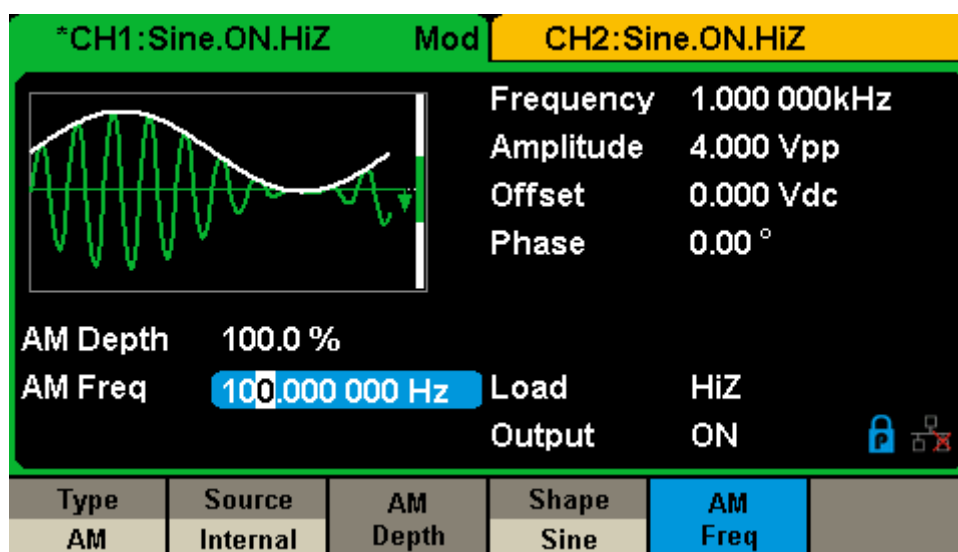 *CH1:Sine.ON.HiZ Mod CH2:Sine.ON.HiZ
Frequency 1.000 000kHz
Amplitude 4.000 Vpp
Offset 0.000 Vdc
Phase 0.00 °
AM Depth 100.0 %
AM Freq 100.000 000 Hz Load HiZ
Output ON P
Type Source AM Shape AM
AM Internal Depth Sine Freq